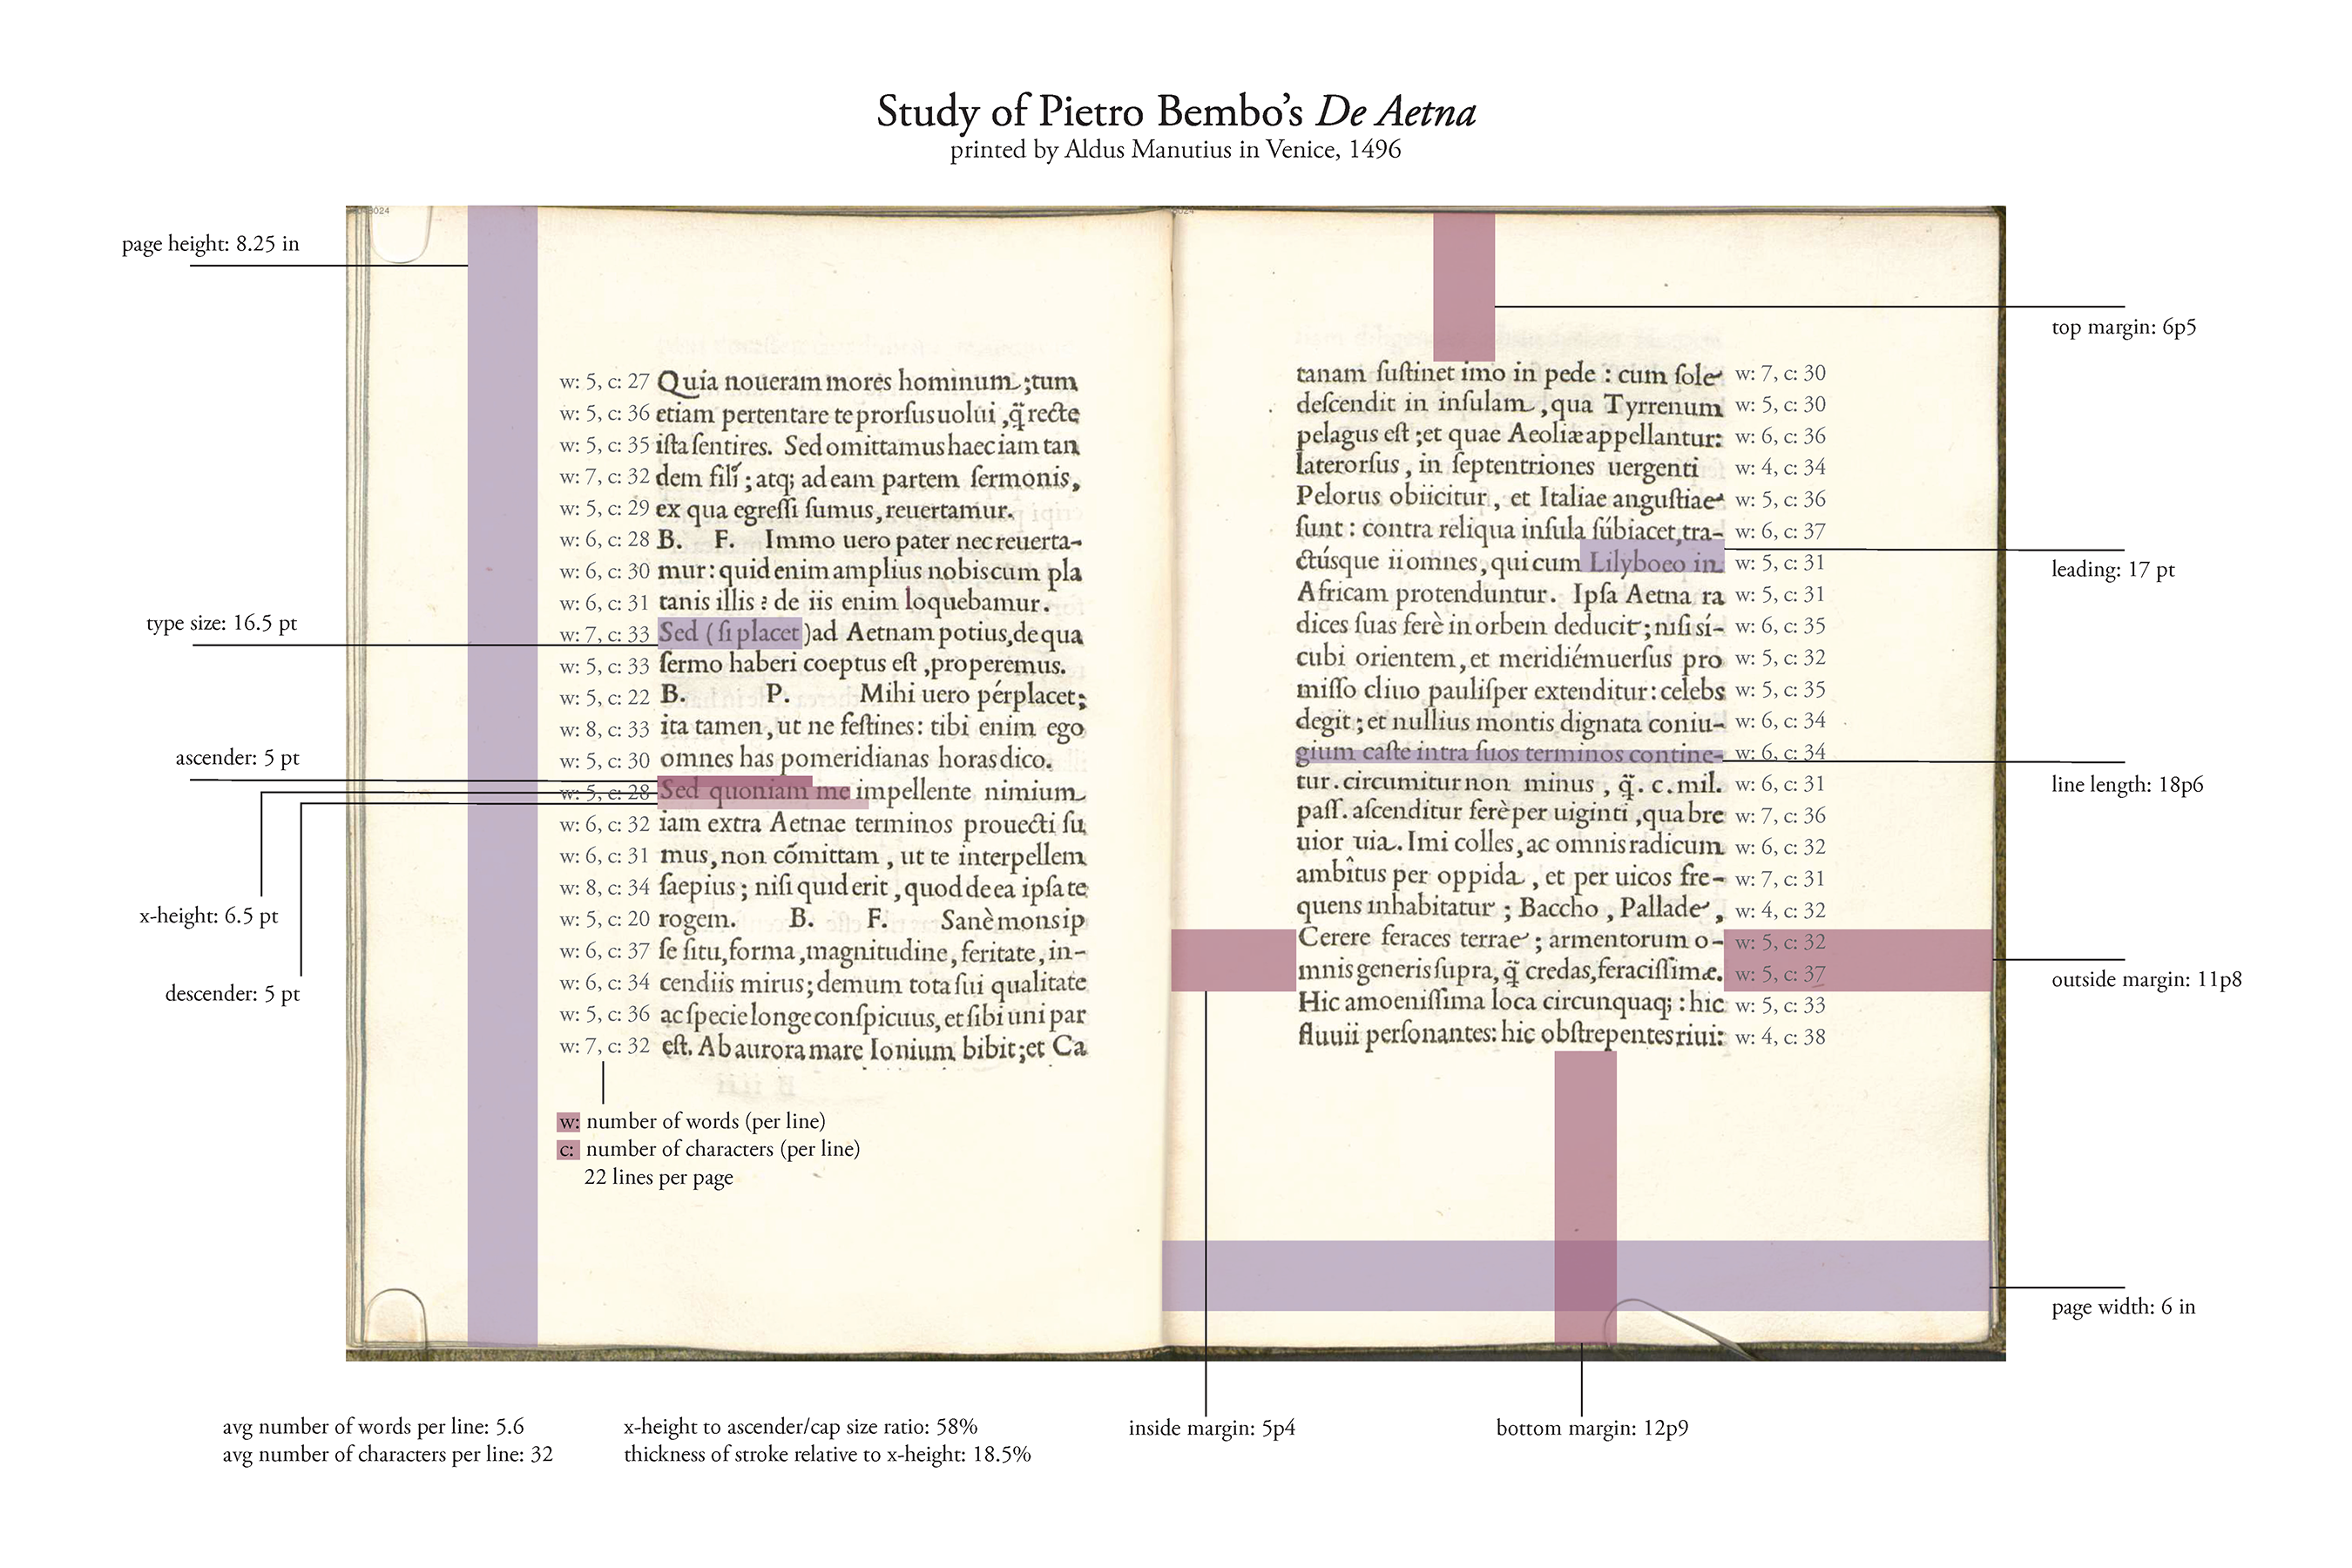 Study of Pietro Bembo’s De Aetna
printed by Aldus Manutius in Venice, 1496
page height: 8.25 in
type size: 16.5 pt
ascender: 5 pt
x-height: 6.5 pt
descender: 5 pt
w: 5, c: 27 Quia noueram mores hominum ;tum
w: 5, c: 36 etiam pertentare te prorſus uolui ,q̈ recte
w: 5, c: 35 iſta ſentires. Sed omittamus haec iam tan
w: 7, c: 32 dem fili ; atq; ad eam partem ſermonis,
w: 5, c: 29 ex qua egreſſi ſumus, reuertamur.
w: 6, c: 28 B. F. Immo uero pater nec reuerta-
w: 6, c: 30 mur: quid enim amplius nobiscum pla
w: 6, c: 31 tanis illis ? de iis enim loquebamur.
w: 7, c: 33 Sed ( ſi placet )ad Aetnam potius, de qua
w: 5, c: 33 ſermo haberi coeptus eſt ,properemus.
w: 5, c: 22 B. P. Mihi uero pérplacet;
w: 8, c: 33 ita tamen, ut ne feſtines: tibi enim ego
w: 5, c: 30 omnes has pomeridianas horas dico.
w: 5, c: 28 Sed quoniam me impellente nimium
w: 6, c: 32 iam extra Aetnae terminos prouecti ſu
w: 6, c: 31 mus, non cõmittam , ut te interpellem
w: 8, c: 34 ſaepius ; niſi quid erit , quod de ea ipſa te
w: 5, c: 20 rogem. B. F. Sanè mons ip
w: 6, c: 37 ſe ſitu, forma ,magnitudine, feritate, in-
w: 6, c: 34 cendiis mirus; demum tota ſui qualitate
w: 5, c: 36 ac ſpecie longe conſpicuus, et ſibi uni par
w: 7, c: 32 eſt. Ab aurora mare Ionium bibit; et Ca
w: number of words (per line)
c: number of characters (per line)
22 lines per page
tanam ſuſtinet imo in pede : cum ſole w: 7, c: 30
deſcendit in inſulam ,qua Tyrrenum w: 5, c: 30
pelagus eſt ;et quae Aeoliæ appellantur: w: 6, c: 36
laterorſus , in ſeptentriones uergenti w: 4, c: 34
Pelorus obiicitur , et Italiae anguſtiae w: 5, c: 36
ſunt : contra reliqua inſula ſúbiacet, tra- w: 6, c: 37
ctúsque ii omnes, qui cum Lilyboeo in w: 5, c: 31
Africam protenduntur. Ipſa Aetna ra w: 5, c: 31
dices ſuas ferè in orbem deducit ; niſi sí- w: 6, c: 35
cubi orientem, et meridiémuerſus pro w: 5, c: 32
miſſo cliuo pauliſper extenditur: celebs w: 5, c: 35
degit ; et nullius montis dignata coniu- w: 6, c: 34
gium caſte intra ſuos terminos contine- w: 6, c: 34
tur. circumitur non minus , q̈. c. mil. w: 6, c: 31
paſſ. aſcenditur ferè per uiginti ,qua bre w: 7, c: 36
uior uia. Imi colles, ac omnis radicum w: 6, c: 32
ambîtus per oppida , et per uicos fre- w: 7, c: 31
quens inhabitatur ; Baccho , Pallade , w: 4, c: 32
Cerere feraces terrae ; armentorum o- w: 5, c: 32
mnis generis ſupra, q̈ credas, feraciſſimæ. w: 5, c: 37
Hic amoeniſſima loca circunquaq; : hic w: 5, c: 33
fluuii perſonantes: hic obſtrepentes riui: w: 4, c: 38
top margin: 6p5
leading: 17 pt
line length: 18p6
outside margin: 11p8
page width: 6 in
avg number of words per line: 5.6
avg number of characters per line: 32
x-height to ascender/cap size ratio: 58%
thickness of stroke relative to x-height: 18.5%
inside margin: 5p4
bottom margin: 12p9